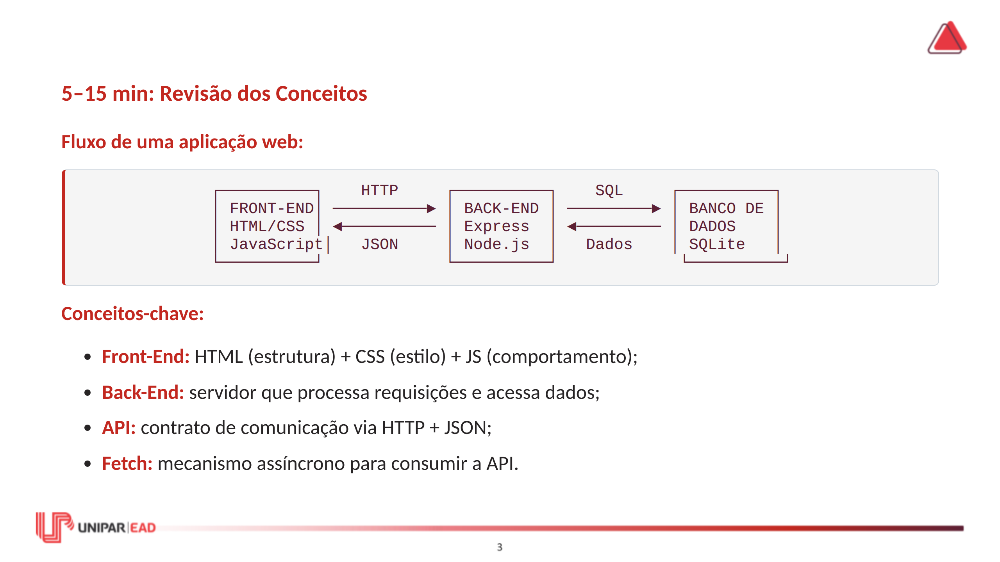 5–15 min: Revisão dos Conceitos
Fluxo de uma aplicação web:
┌───────────┐    HTTP     ┌───────────┐    SQL     ┌───────────┐
│ FRONT-END│ ──────────► │ BACK-END  │ ─────────► │ BANCO DE  │
│ HTML/CSS  │ ◄────────── │ Express   │ ◄───────── │ DADOS     │
│ JavaScript│   JSON     │ Node.js   │   Dados    │ SQLite    │
└───────────┘             └───────────┘             └───────────┘
Conceitos-chave:
• Front-End: HTML (estrutura) + CSS (estilo) + JS (comportamento);
• Back-End: servidor que processa requisições e acessa dados;
• API: contrato de comunicação via HTTP + JSON;
• Fetch: mecanismo assíncrono para consumir a API.
UNIPAR|EAD
3